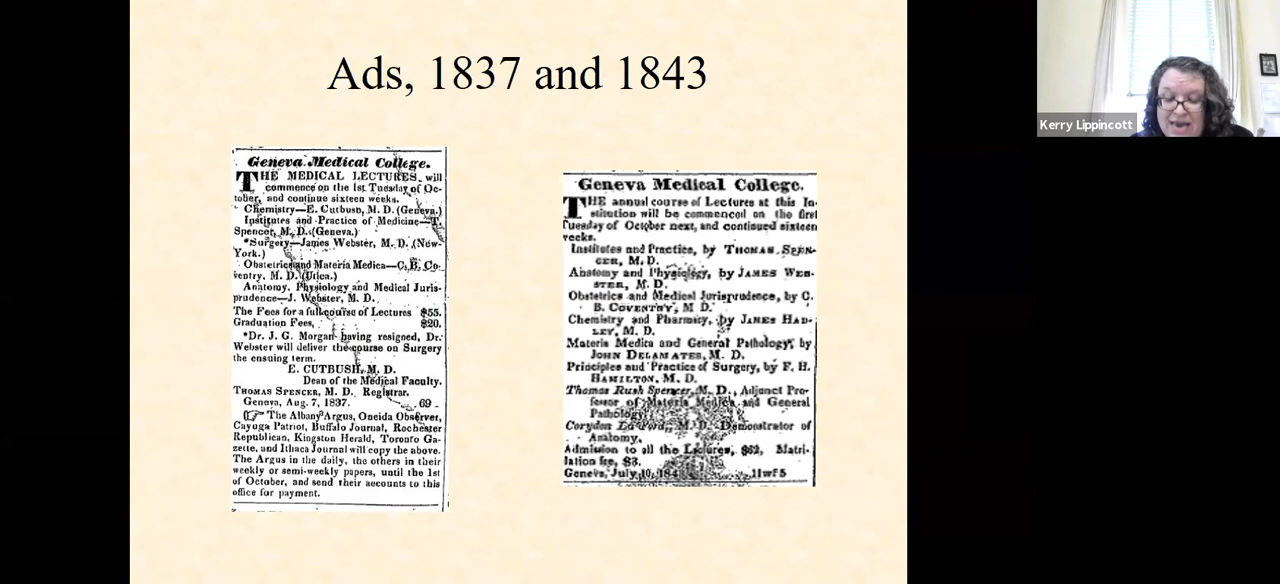 Ads, 1837 and 1843
Kerry Lippincott
Geneva Medical College.
THE MEDICAL LECTURES, will
commence on the 1st Tuesday of Oc-
tober, and continue sixteen weeks.
Chemistry—E. Cutbush, M. D. (Geneva.)
Institutes and Practice of Medicine—T.
Spencer, M. D. (Geneva.)
*Surgery—James Webster, M. D. (New-
York.)
Obstetrics and Materia Medica—C. B. Co-
ventry, M. D. (Utica.)
Anatomy, Physiology and Medical Juris-
prudence—J. Webster, M. D.
The Fees for a full course of Lectures $55.
Graduation Fees, $20.
*Dr. J. G. Morgan having resigned, Dr.
Webster will deliver the course on Surgery
the ensuing term.
E. CUTBUSH, M. D.
Dean of the Medical Faculty.
THOMAS SPENCER, M. D. Registrar.
Geneva, Aug. 7, 1837. 69
☞ The Albany Argus, Oneida Observer,
Cayuga Patriot, Buffalo Journal, Rochester
Republican, Kingston Herald, Toronto Ga-
zette, and Ithaca Journal will copy the above.
The Argus in the daily, the others in their
weekly or semi-weekly papers, until the 1st
of October, and send their accounts to this
office for payment.
Geneva Medical College.
THE annual course of Lectures at this In-
stitution will be commenced on the first
Tuesday of October next, and continued sixteen
weeks.
Institutes and Practice, by THOMAS SPEN-
CER, M. D.
Anatomy and Physiology, by JAMES WEB-
STER, M. D.
Obstetrics and Medical Jurisprudence, by C.
B. COVENTRY, M D.
Chemistry and Pharmacy, by JAMES HAD-
LEY, M. D.
Materia Medica and General Pathology, by
JOHN DELAMATER, M. D.
Principles and Practice of Surgery, by F. H.
HAMILTON, M. D.
Thomas Rush Spencer, M. D., Adjunct Pro-
fessor of Materia Medica and General
Pathology.
Corydon M. D. Demonstrator of
Anatomy.
Admission to all the Lectures, $62, Matri-
lation fee, $3.
Geneva, July 10, 11wF5